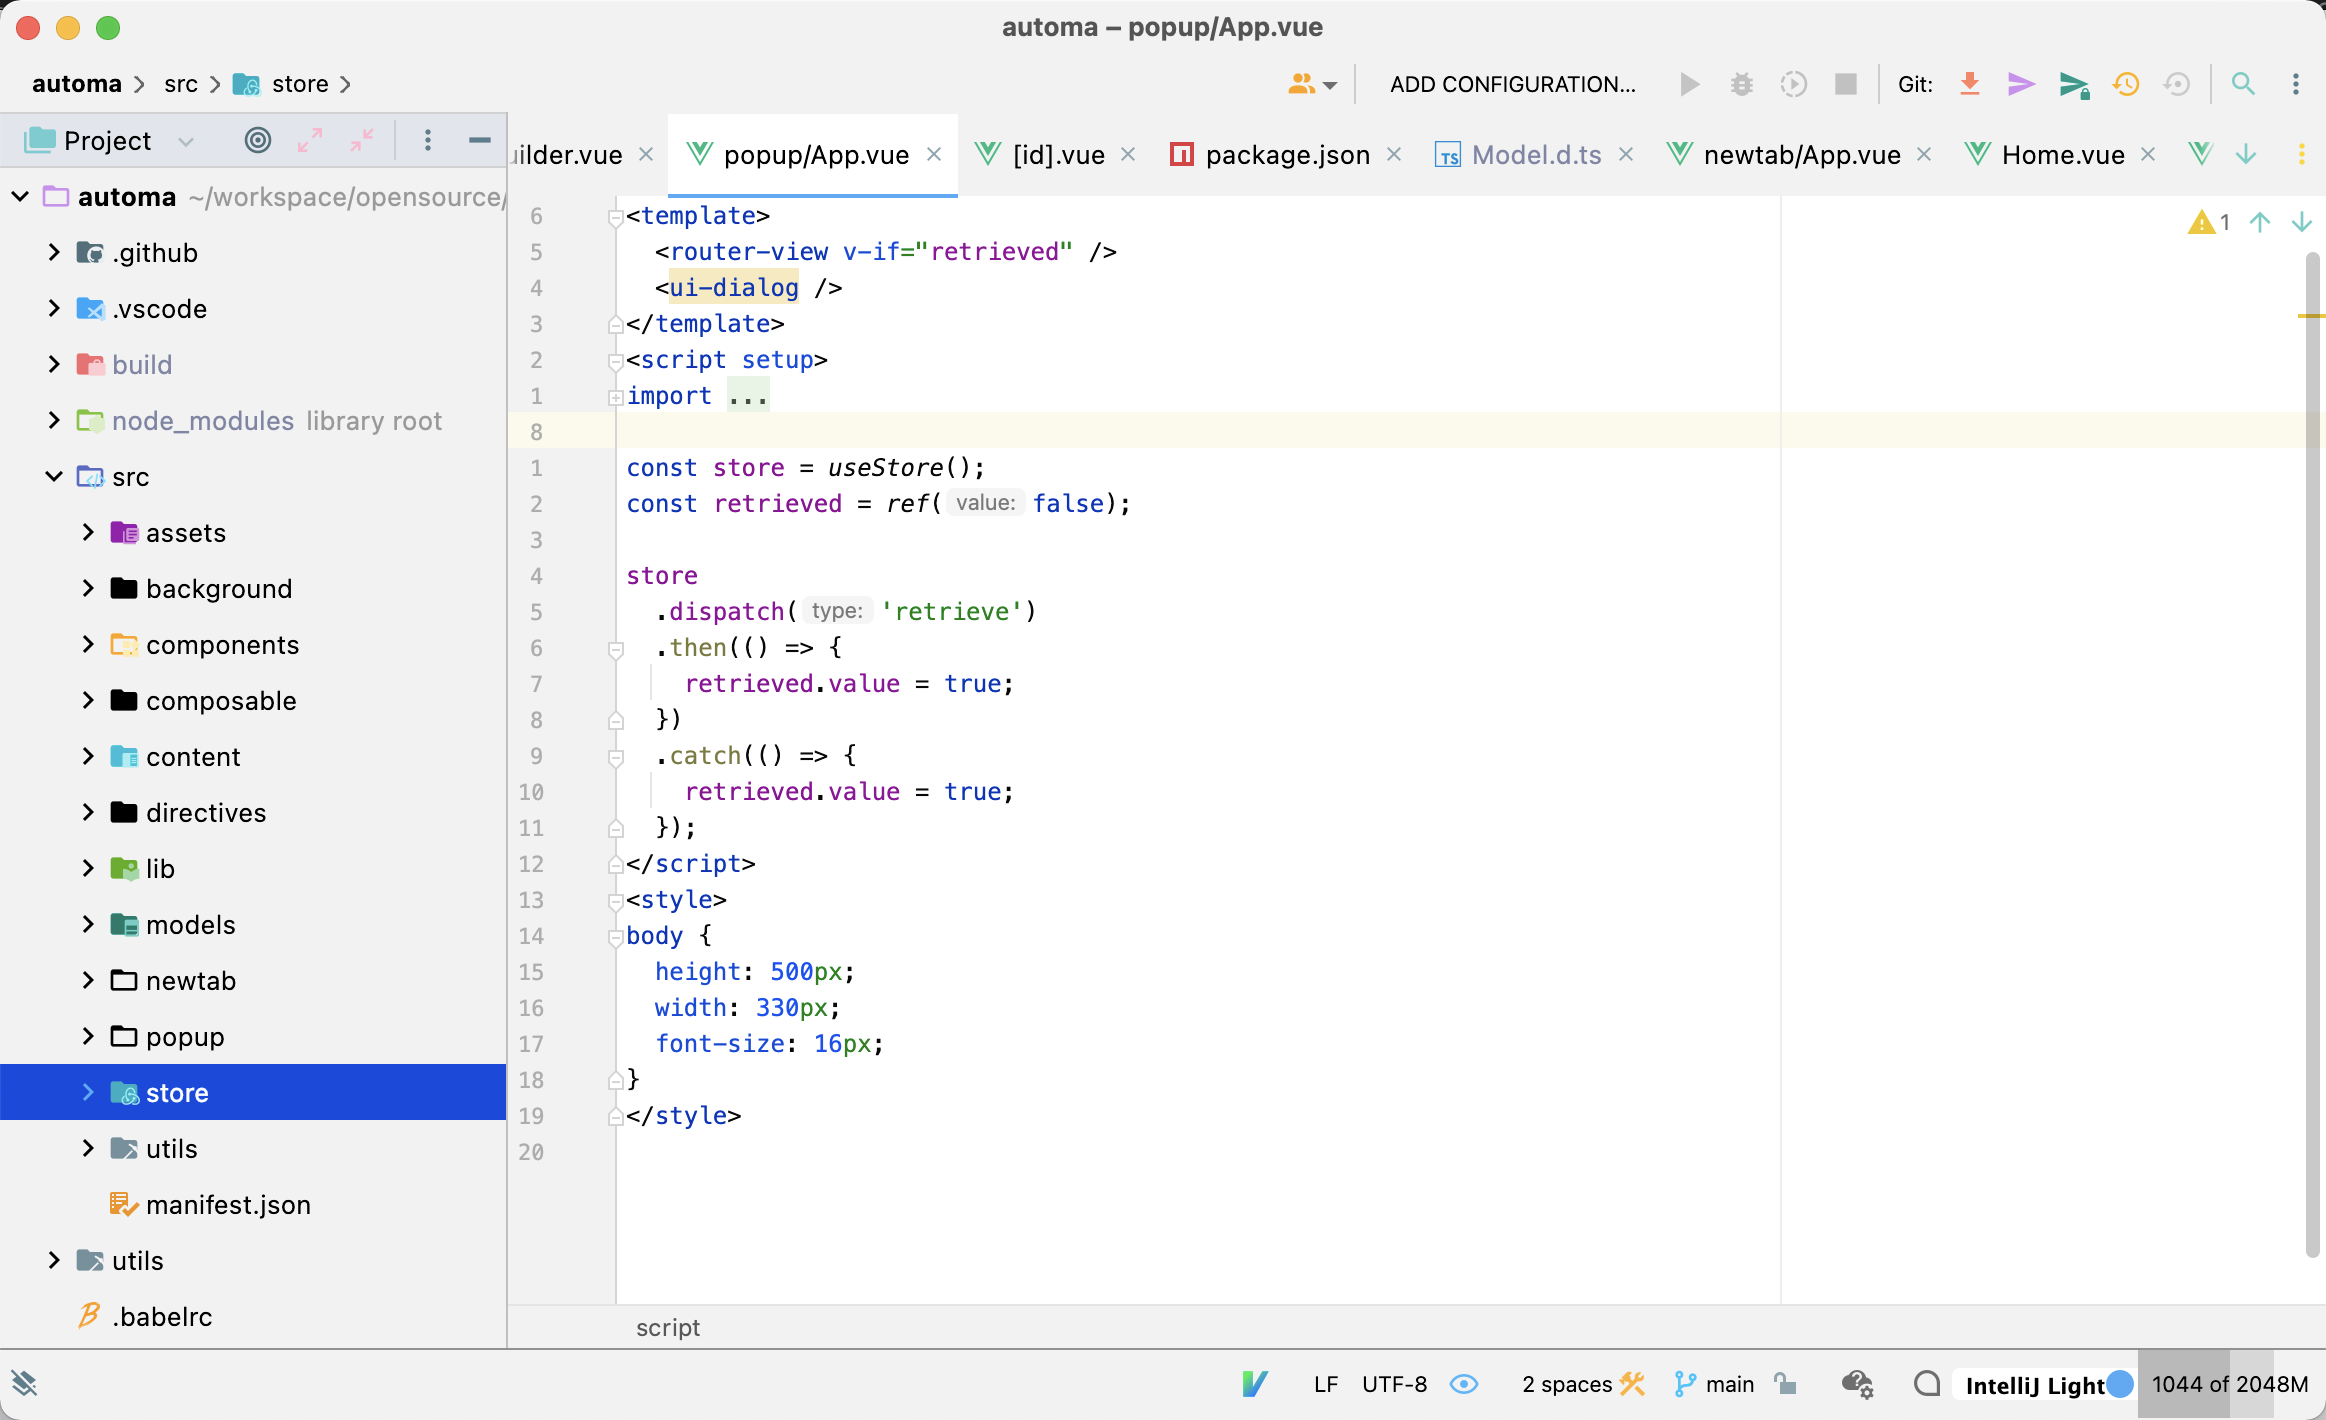 automa – popup/App.vue
automa src store
ADD CONFIGURATION... Git:
Project
automa ~/workspace/opensource/
.github
.vscode
build
node_modules library root
src
assets
background
components
composable
content
directives
lib
models
newtab
popup
store
utils
manifest.json
utils
.babelrc
uilder.vue popup/App.vue [id].vue package.json TS Model.d.ts newtab/App.vue Home.vue
1
6 <template>
5 <router-view v-if="retrieved" />
4 <ui-dialog />
3 </template>
2 <script setup>
1 import ...
8
1 const store = useStore();
2 const retrieved = ref( value: false);
3
4 store
5 .dispatch( type: 'retrieve')
6 .then(() => {
7 retrieved.value = true;
8 })
9 .catch(() => {
10 retrieved.value = true;
11 });
12 </script>
13 <style>
14 body {
15 height: 500px;
16 width: 330px;
17 font-size: 16px;
18 }
19 </style>
20
script
LF UTF-8 2 spaces main IntelliJ Light 1044 of 2048M